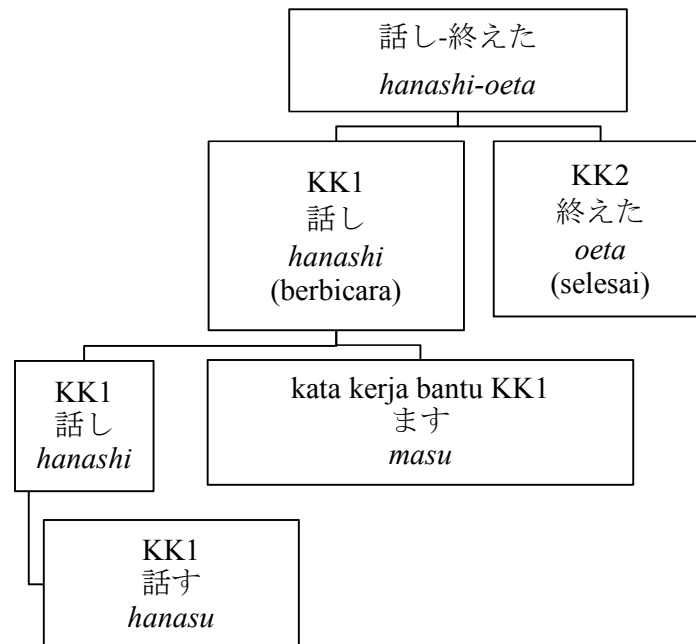 話し-終えた
hanashi-oeta
KK1
話し
hanashi
(berbicara)
KK2
終えた
oeta
(selesai)
KK1
話し
hanashi
kata kerja bantu KK1
ます
masu
KK1
話す
hanasu